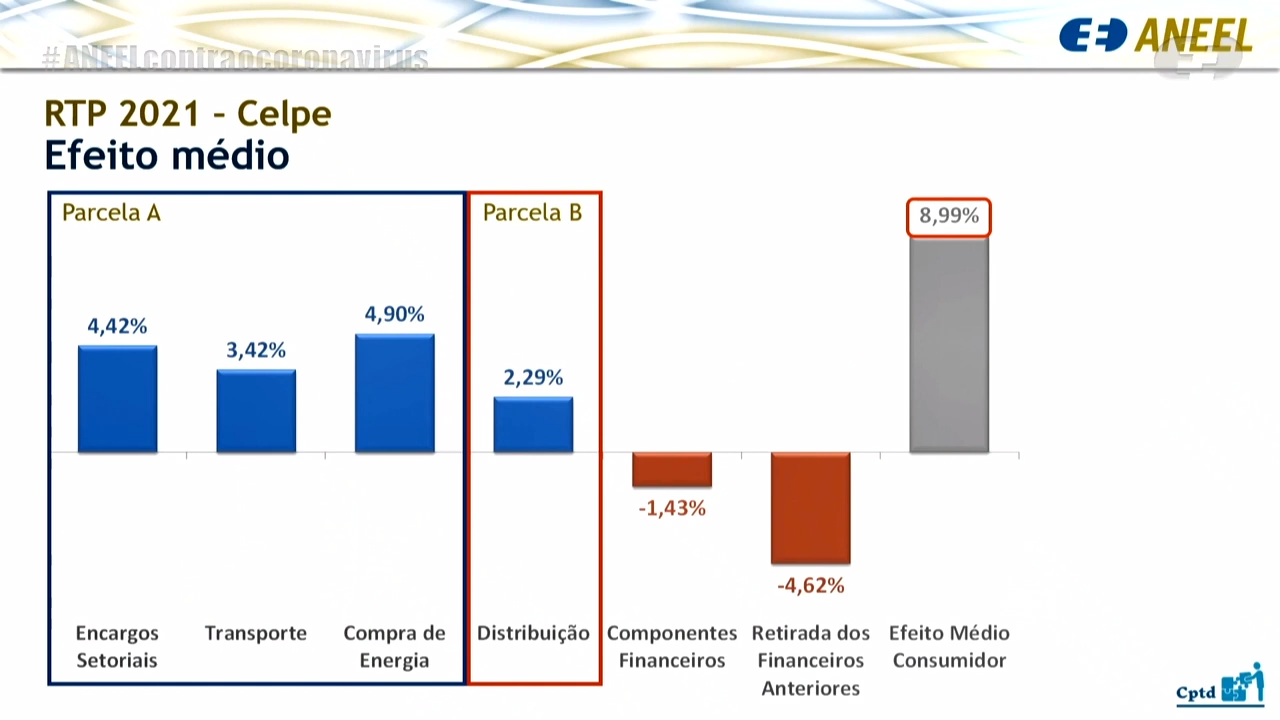 #ANEELcontraocoronavirus
ANEEL
RTP 2021 – Celpe
Efeito médio
Parcela A
Parcela B
4,42%
3,42%
4,90%
2,29%
-1,43%
-4,62%
8,99%
Encargos
Setoriais
Transporte
Compra de
Energia
Distribuição
Componentes
Financeiros
Retirada dos
Financeiros
Anteriores
Efeito Médio
Consumidor
Cptd